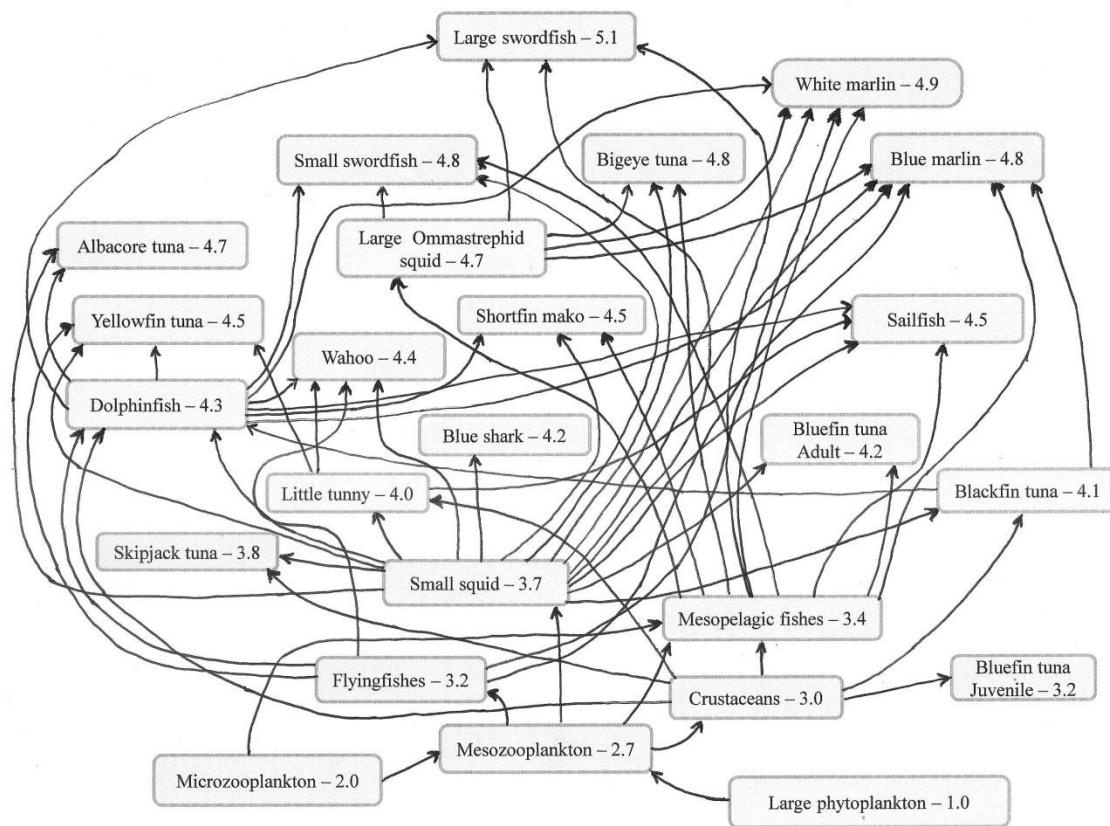 Large swordfish – 5.1
White marlin – 4.9
Small swordfish – 4.8
Bigeye tuna – 4.8
Blue marlin – 4.8
Albacore tuna – 4.7
Large Ommastrephid
squid – 4.7
Yellowfin tuna – 4.5
Shortfin mako – 4.5
Sailfish – 4.5
Wahoo – 4.4
Dolphinfish – 4.3
Blue shark – 4.2
Bluefin tuna
Adult – 4.2
Little tunny – 4.0
Blackfin tuna – 4.1
Skipjack tuna – 3.8
Small squid – 3.7
Mesopelagic fishes – 3.4
Flyingfishes – 3.2
Crustaceans – 3.0
Bluefin tuna
Juvenile – 3.2
Mesozooplankton – 2.7
Microzooplankton – 2.0
Large phytoplankton – 1.0